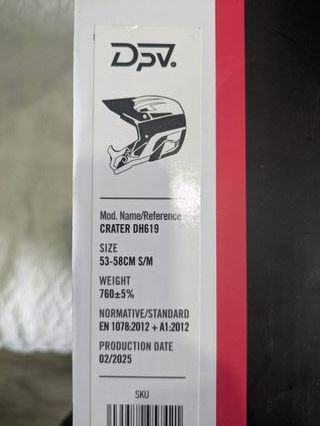 Dpv.
Mod. Name/Reference
CRATER DH619
SIZE
53-58CM S/M
WEIGHT
760±5%
NORMATIVE/STANDARD
EN 1078:2012 + A1:2012
PRODUCTION DATE
02/2025
SKU